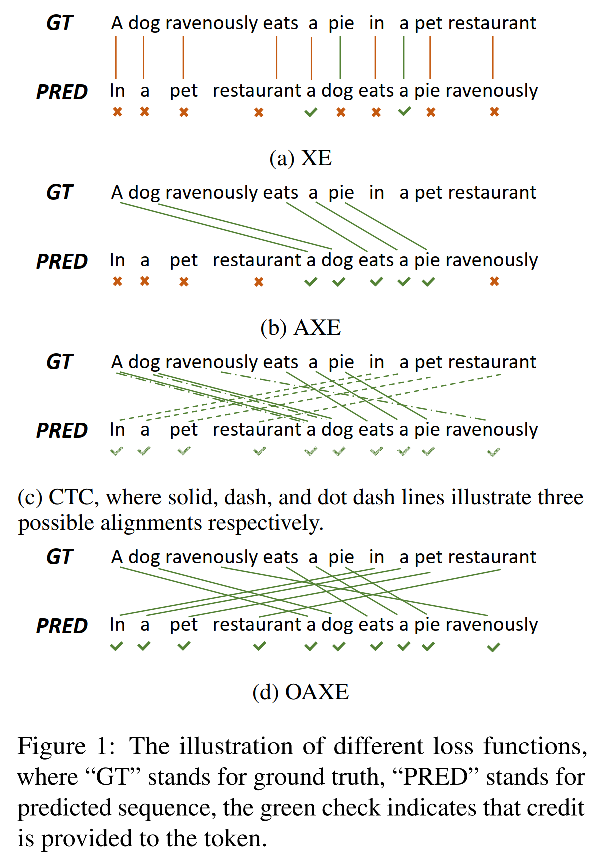 GT A dog ravenously eats a pie in a pet restaurant
PRED In a pet restaurant a dog eats a pie ravenously
(a) XE
GT A dog ravenously eats a pie in a pet restaurant
PRED In a pet restaurant a dog eats a pie ravenously
(b) AXE
GT A dog ravenously eats a pie in a pet restaurant
PRED In a pet restaurant a dog eats a pie ravenously
(c) CTC, where solid, dash, and dot dash lines illustrate three
possible alignments respectively.
GT A dog ravenously eats a pie in a pet restaurant
PRED In a pet restaurant a dog eats a pie ravenously
(d) OAXE
Figure 1: The illustration of different loss functions,
where “GT” stands for ground truth, “PRED” stands for
predicted sequence, the green check indicates that credit
is provided to the token.